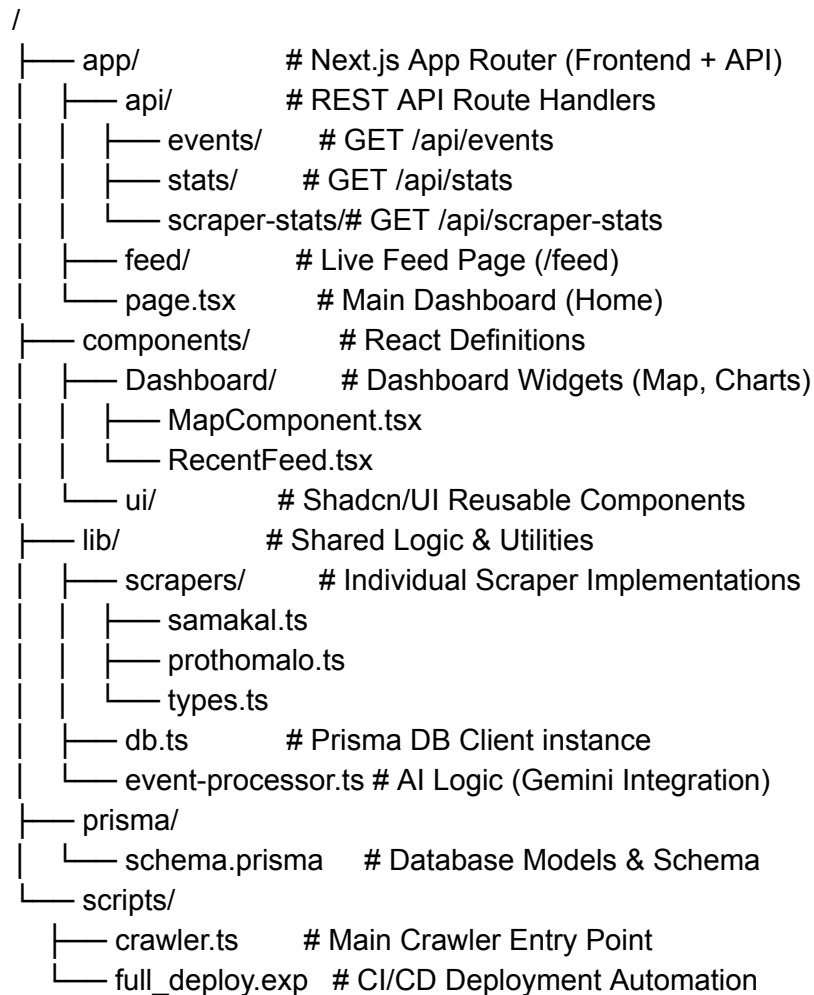 /
├── app/ # Next.js App Router (Frontend + API)
│ ├── api/ # REST API Route Handlers
│ │ ├── events/ # GET /api/events
│ │ ├── stats/ # GET /api/stats
│ │ └── scraper-stats/# GET /api/scraper-stats
│ ├── feed/ # Live Feed Page (/feed)
│ └── page.tsx # Main Dashboard (Home)
├── components/ # React Definitions
│ ├── Dashboard/ # Dashboard Widgets (Map, Charts)
│ │ ├── MapComponent.tsx
│ │ └── RecentFeed.tsx
│ └── ui/ # Shadcn/UI Reusable Components
├── lib/ # Shared Logic & Utilities
│ ├── scrapers/ # Individual Scraper Implementations
│ │ ├── samakal.ts
│ │ ├── prothomalo.ts
│ │ └── types.ts
│ ├── db.ts # Prisma DB Client instance
│ └── event-processor.ts # AI Logic (Gemini Integration)
├── prisma/
│ └── schema.prisma # Database Models & Schema
└── scripts/
├── crawler.ts # Main Crawler Entry Point
└── full_deploy.exp # CI/CD Deployment Automation